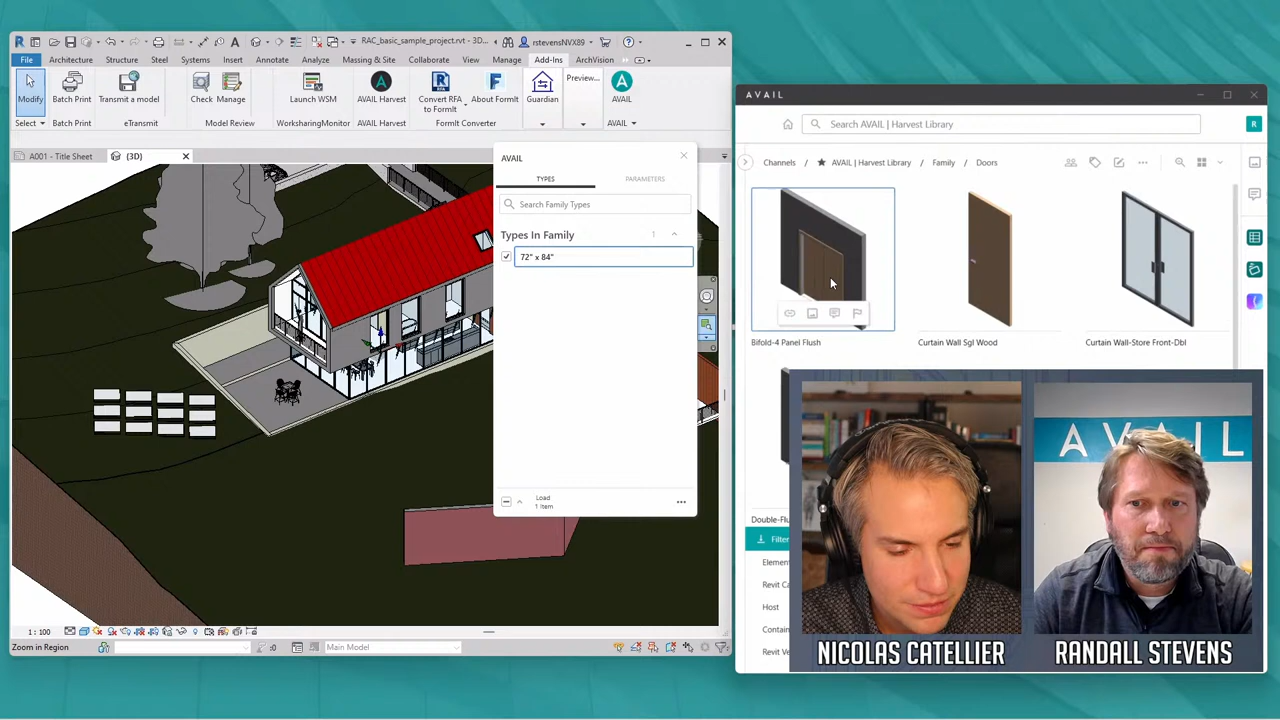 RAC_basic_sample_project.rvt - 3D...
rstevensNVX89
File Architecture Structure Steel Systems Insert Annotate Analyze Massing & Site Collaborate View Manage Add-Ins ArchVision
Modify
Batch Print
Transmit a model
Check
Manage
Launch WSM
AVAIL Harvest
Convert RFA
to FormIt
About FormIt
Guardian
Preview...
AVAIL
Select
Batch Print
eTransmit
Model Review
WorksharingMonitor
AVAIL Harvest
FormIt Converter
AVAIL
A001 - Title Sheet
(3D)
AVAIL
TYPES
PARAMETERS
Search Family Types
Types In Family
1
72" x 84"
Load
1 Item
1 : 100
Zoom in Region
:0
Main Model
AVAIL
Search AVAIL | Harvest Library
R
Channels / ★ AVAIL | Harvest Library / Family / Doors
Bifold-4 Panel Flush
Curtain Wall Sgl Wood
Curtain Wall-Store Front-Dbl
Filter
Host
AVAIL
NICOLAS CATELLIER
RANDALL STEVENS